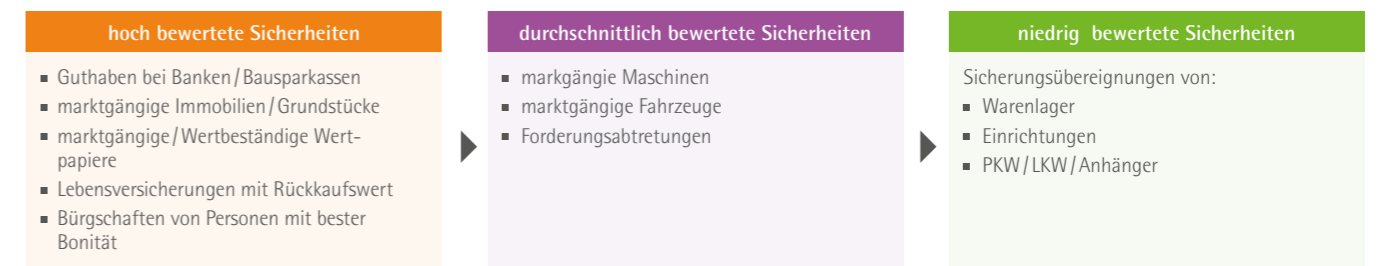 hoch bewertete Sicherheiten
Guthaben bei Banken / Bausparkassen
marktgängige Immobilien / Grundstücke
marktgängige / Wertbeständige Wert-
papiere
Lebensversicherungen mit Rückkaufswert
Bürgschaften von Personen mit bester
Bonität
durchschnittlich bewertete Sicherheiten
markgängie Maschinen
marktgängige Fahrzeuge
Forderungsabtretungen
niedrig bewertete Sicherheiten
Sicherungsübereignungen von:
Warenlager
Einrichtungen
PKW / LKW / Anhänger